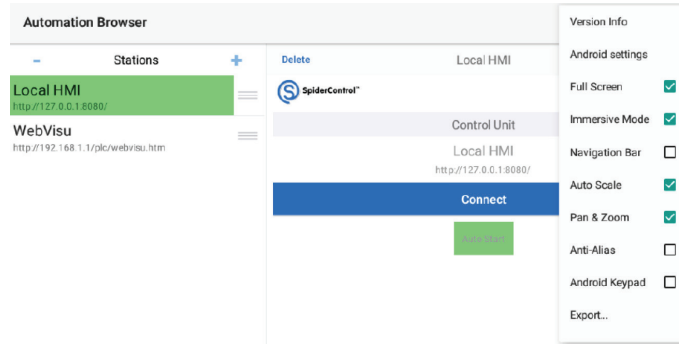 Automation Browser
- Stations +
Local HMI
http://127.0.0.1:8080/
WebVisu
http://192.168.1.1/plc/webvisu.htm
Delete Local HMI
SpiderControl™
Control Unit
Local HMI
http://127.0.0.1:8080/
Connect
Auto Start
Version Info
Android settings
Full Screen
Immersive Mode
Navigation Bar
Auto Scale
Pan & Zoom
Anti-Alias
Android Keypad
Export...